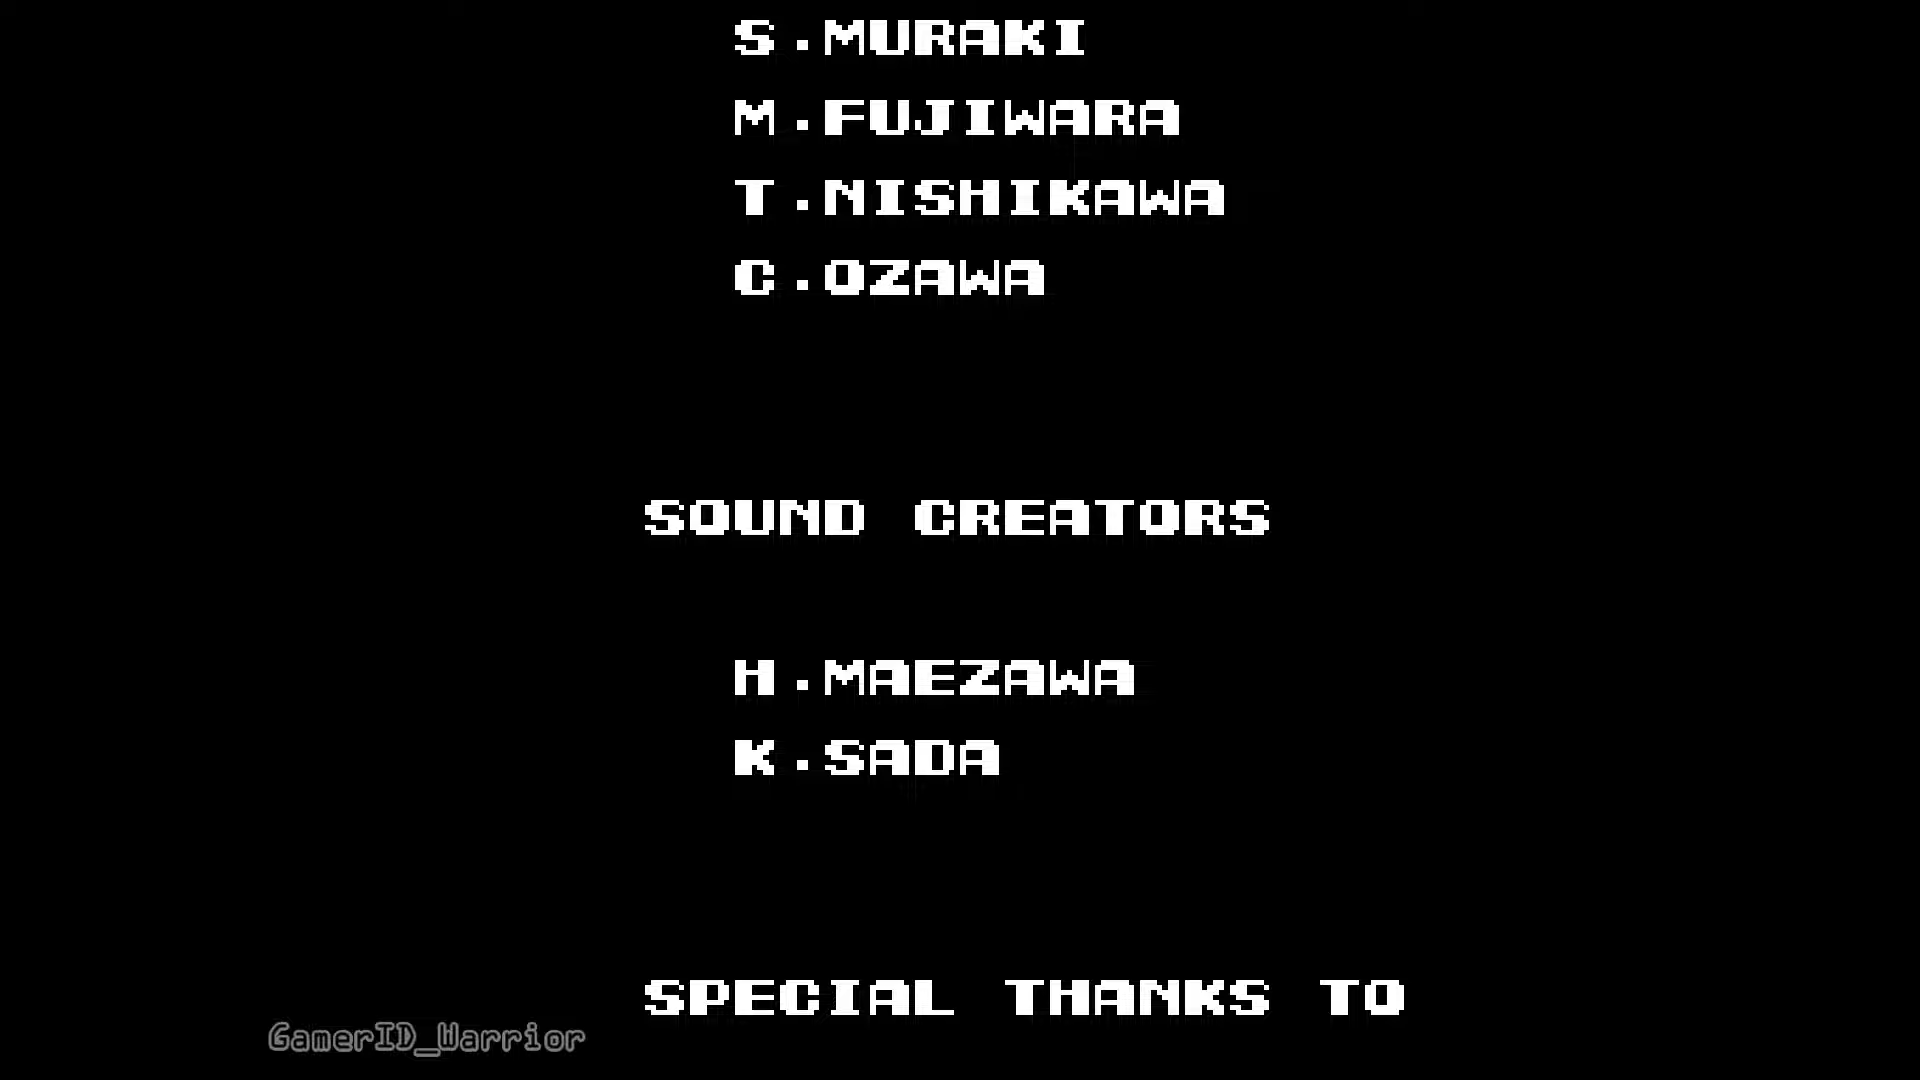 S.MURAKI
M.FUJIWARA
T.NISHIKAWA
C.OZAWA
SOUND CREATORS
H.MAEZAWA
K.SADA
SPECIAL THANKS TO
GamerID_Warrior